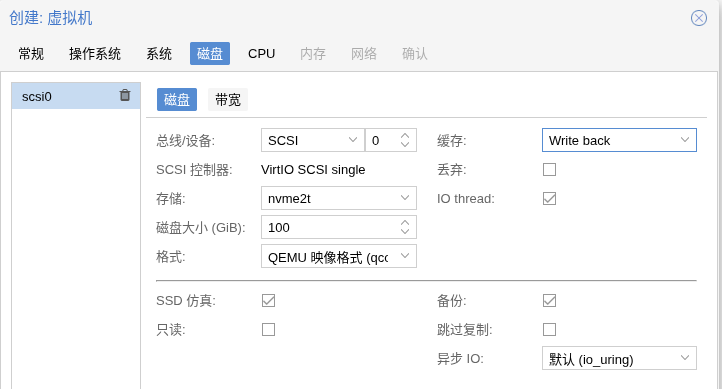 创建: 虚拟机
常规 操作系统 系统 磁盘 CPU 内存 网络 确认
scsi0
磁盘 带宽
总线/设备: SCSI 0 缓存: Write back
SCSI 控制器: VirtIO SCSI single 丢弃:
存储: nvme2t IO thread:
磁盘大小 (GiB): 100
格式: QEMU 映像格式 (qcc
SSD 仿真: 备份:
只读: 跳过复制:
异步 IO: 默认 (io_uring)